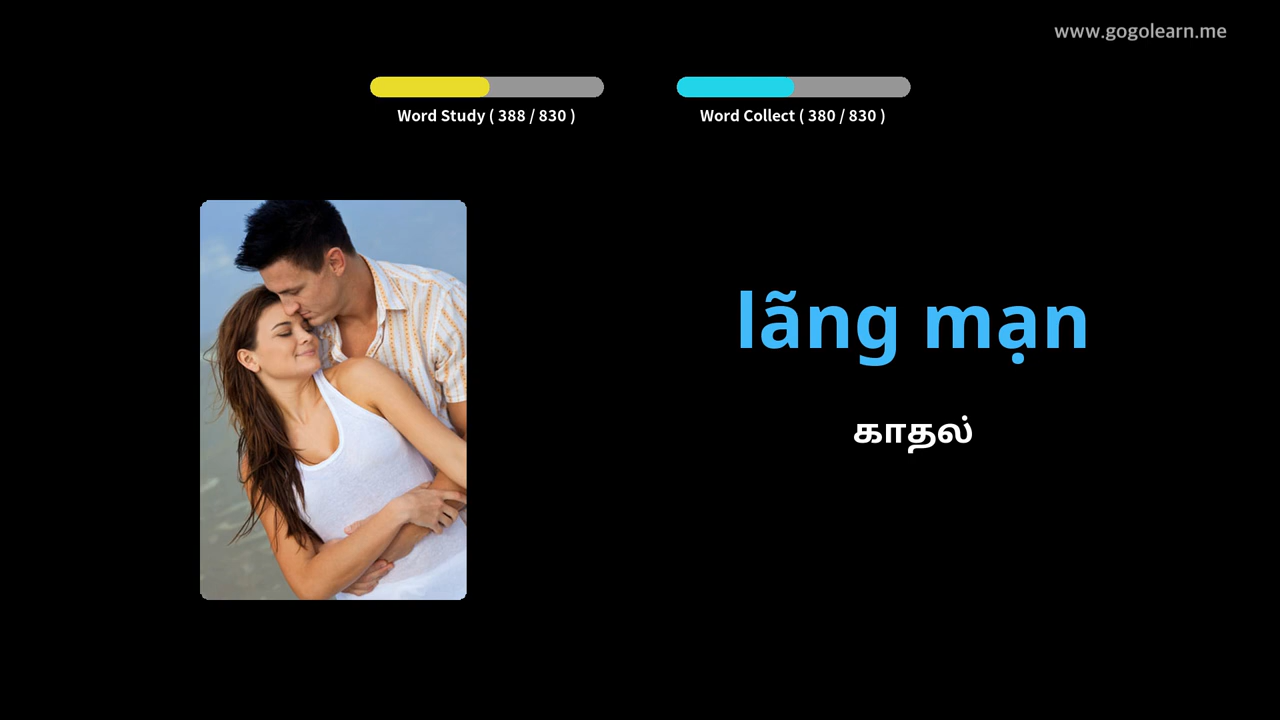 www.gogolearn.me
Word Study ( 388 / 830 )
Word Collect ( 380 / 830 )
lãng mạn
காதல்